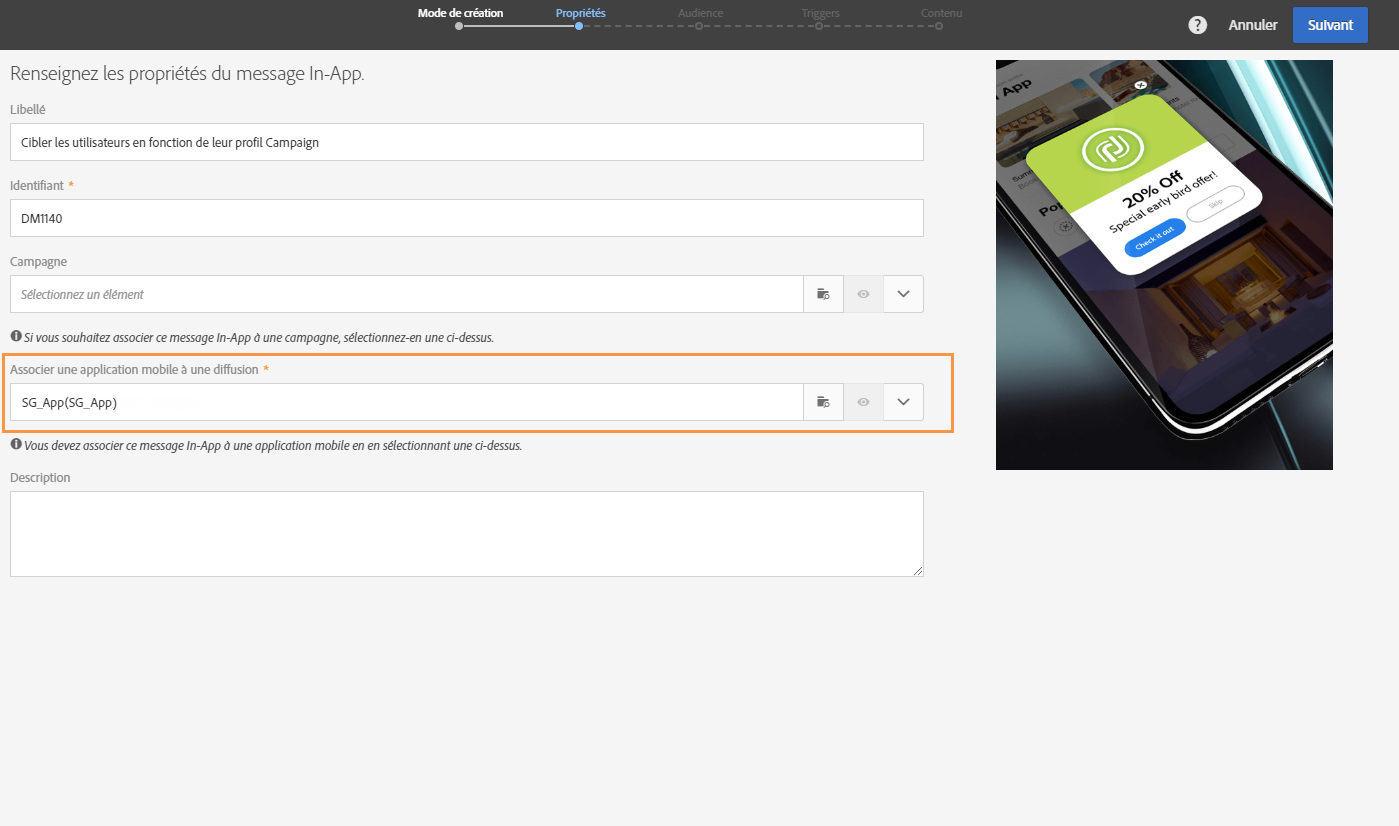 Mode de création
Propriétés
Audience
Triggers
Contenu
?
Annuler
Suivant
Renseignez les propriétés du message In-App.
Libellé
Cibler les utilisateurs en fonction de leur profil Campaign
Identifiant *
DM1140
Campagne
Sélectionnez un élément
Si vous souhaitez associer ce message In-App à une campagne, sélectionnez-en une ci-dessus.
Associer une application mobile à une diffusion *
SG_App(SG_App)
Vous devez associer ce message In-App à une application mobile en en sélectionnant une ci-dessus.
Description
App
20% Off
Special early bird offer!
Check it out
Skip